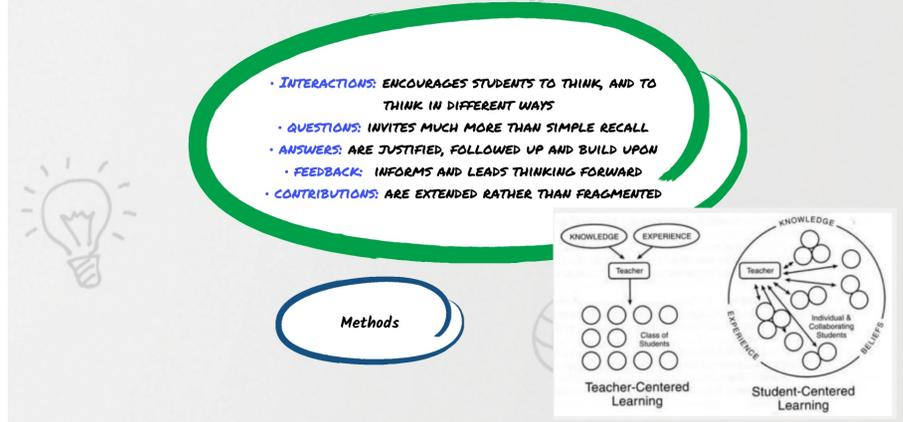 • Interactions: encourages students to think, and to
think in different ways
• questions: invites much more than simple recall
• answers: are justified, followed up and build upon
• feedback: informs and leads thinking forward
• contributions: are extended rather than fragmented
Methods
KNOWLEDGE
EXPERIENCE
Teacher
Class of
Students
Teacher-Centered
Learning
KNOWLEDGE
Teacher
Individual &
Collaborating
Students
EXPERIENCE
BELIEFS
Student-Centered
Learning